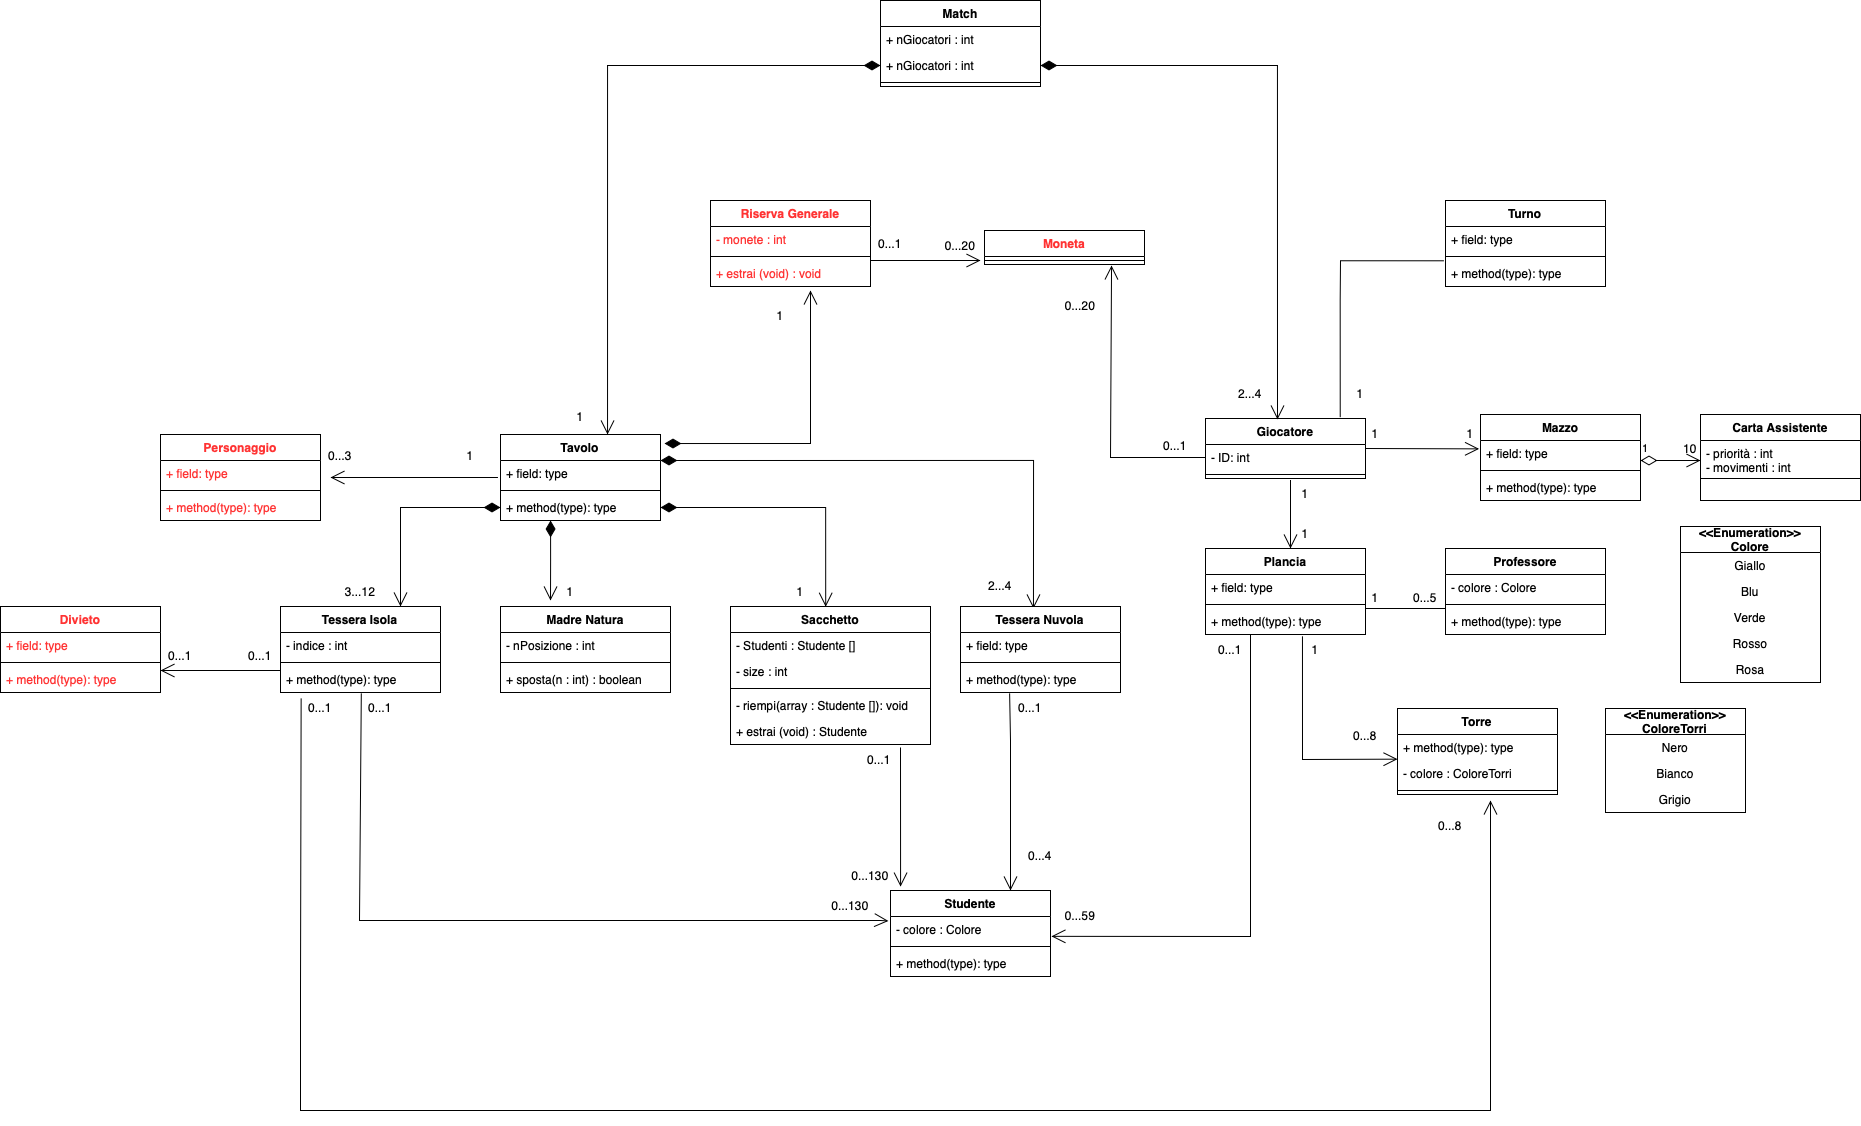 Match
+ nGiocatori : int
+ nGiocatori : int
Riserva Generale
- monete : int
+ estrai (void) : void
0...1
0...20
Moneta
0...20
1
Turno
+ field: type
+ method(type): type
2...4
1
1
Personaggio
+ field: type
+ method(type): type
0...3
1
Tavolo
+ field: type
+ method(type): type
0...1
Giocatore
- ID: int
1
1
Mazzo
+ field: type
+ method(type): type
1
10
Carta Assistente
- priorità : int
- movimenti : int
1
1
<<Enumeration>>
Colore
Giallo
Blu
Verde
Rosso
Rosa
Plancia
+ field: type
+ method(type): type
1
0...5
Professore
- colore : Colore
+ method(type): type
3...12
1
1
2...4
Divieto
+ field: type
+ method(type): type
0...1
0...1
Tessera Isola
- indice : int
+ method(type): type
Madre Natura
- nPosizione : int
+ sposta(n : int) : boolean
Sacchetto
- Studenti : Studente []
- size : int
- riempi(array : Studente []): void
+ estrai (void) : Studente
Tessera Nuvola
+ field: type
+ method(type): type
0...1
1
0...1
0...1
0...1
0...1
0...8
Torre
+ method(type): type
- colore : ColoreTorri
<<Enumeration>>
ColoreTorri
Nero
Bianco
Grigio
0...8
0...4
0...130
0...130
0...59
Studente
- colore : Colore
+ method(type): type